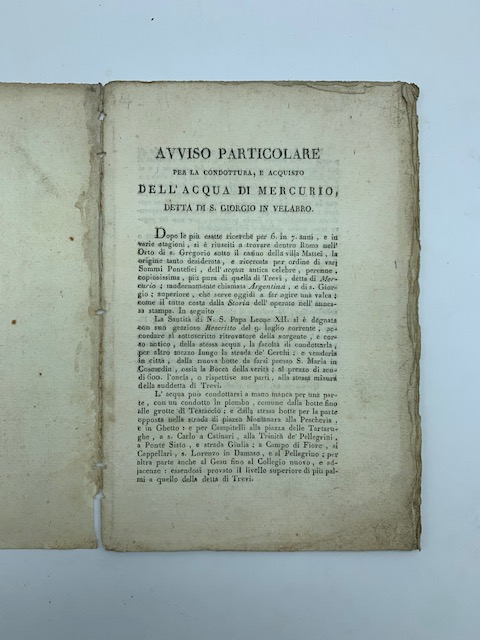 AVVISO PARTICOLARE
PER LA CONDOTTURA, E ACQUISTO
DELL'ACQUA DI MERCURIO,
DETTA DI S. GIORGIO IN VELABRO.
Dopo le più esatte ricerche per 6. in 7. anni, e in
varie stagioni, si è riusciti a trovare dentro Roma nell'
Orto di s. Gregorio sotto il casino della villa Mattei, la
origine tanto desiderata, e ricercata per ordine di varj
Sommi Pontefici, dell'acqua antica celebre, perenne,
copiosissima, più pura di quella di Trevi, detta di Mer-
curio; modernamente chiamata Argentina, e di s. Gior-
gio; superiore, che serve oggidì a far agire una valca;
come il tutto costa dalla Storia dell'operato nell'annes-
sa stampa. In seguito
La Santità di N. S. Papa Leone XII. si è degnata
con suo grazioso Rescritto del 9. luglio corrente, ac-
cordare al sottoscritto ritrovatore della sorgente, e cor-
so antico, della stessa acqua, la facoltà di condottarla,
per altro mezzo lungo la strada de' Cerchj; e venderla
in città, dalla nuova botte da farsi presso S. Maria in
Cosmedin, ossia la Bocca della verità; al prezzo di scu-
di 600. l'oncia, o rispettive sue parti, alla stessa misura
della suddetta di Trevi.
L'acqua può condottarsi a mano manca per una par-
te, con un condotto in piombo, comune dalla botte fino
alle grotte di Testaccio; e dalla stessa botte per la parte
opposta nella strada di piazza Montanara alla Pescheria,
e in Ghetto: e per Campitelli alla piazza delle Tartaru-
ghe, a s. Carlo a Catinari, alla Trinità de' Pellegrini,
a Ponte Sisto, e strada Giulia; a Campo di Fiore, ai
Cappellari, s. Lorenzo in Damaso, e al Pellegrino: per
altra parte anche al Gesù fino al Collegio nuovo, e ad-
jacenze: essendosi provato il livello superiore di più pal-
mi a quello della detta di Trevi.